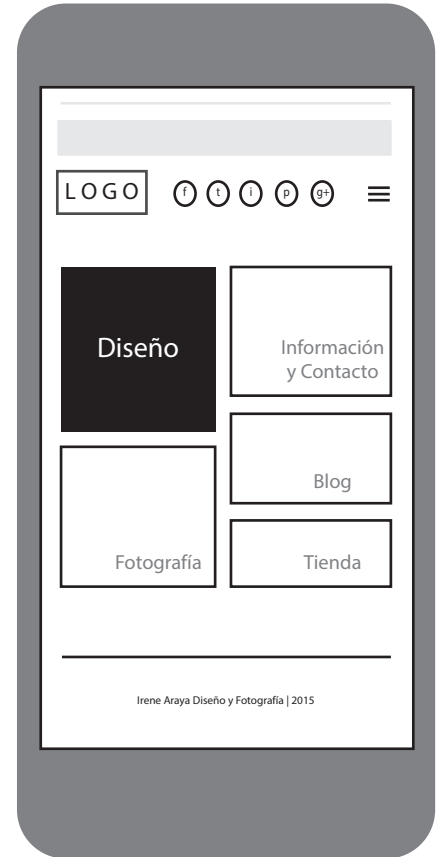 LOGO f t i p g+
Diseño
Información
y Contacto
Blog
Fotografía
Tienda
Irene Araya Diseño y Fotografía | 2015